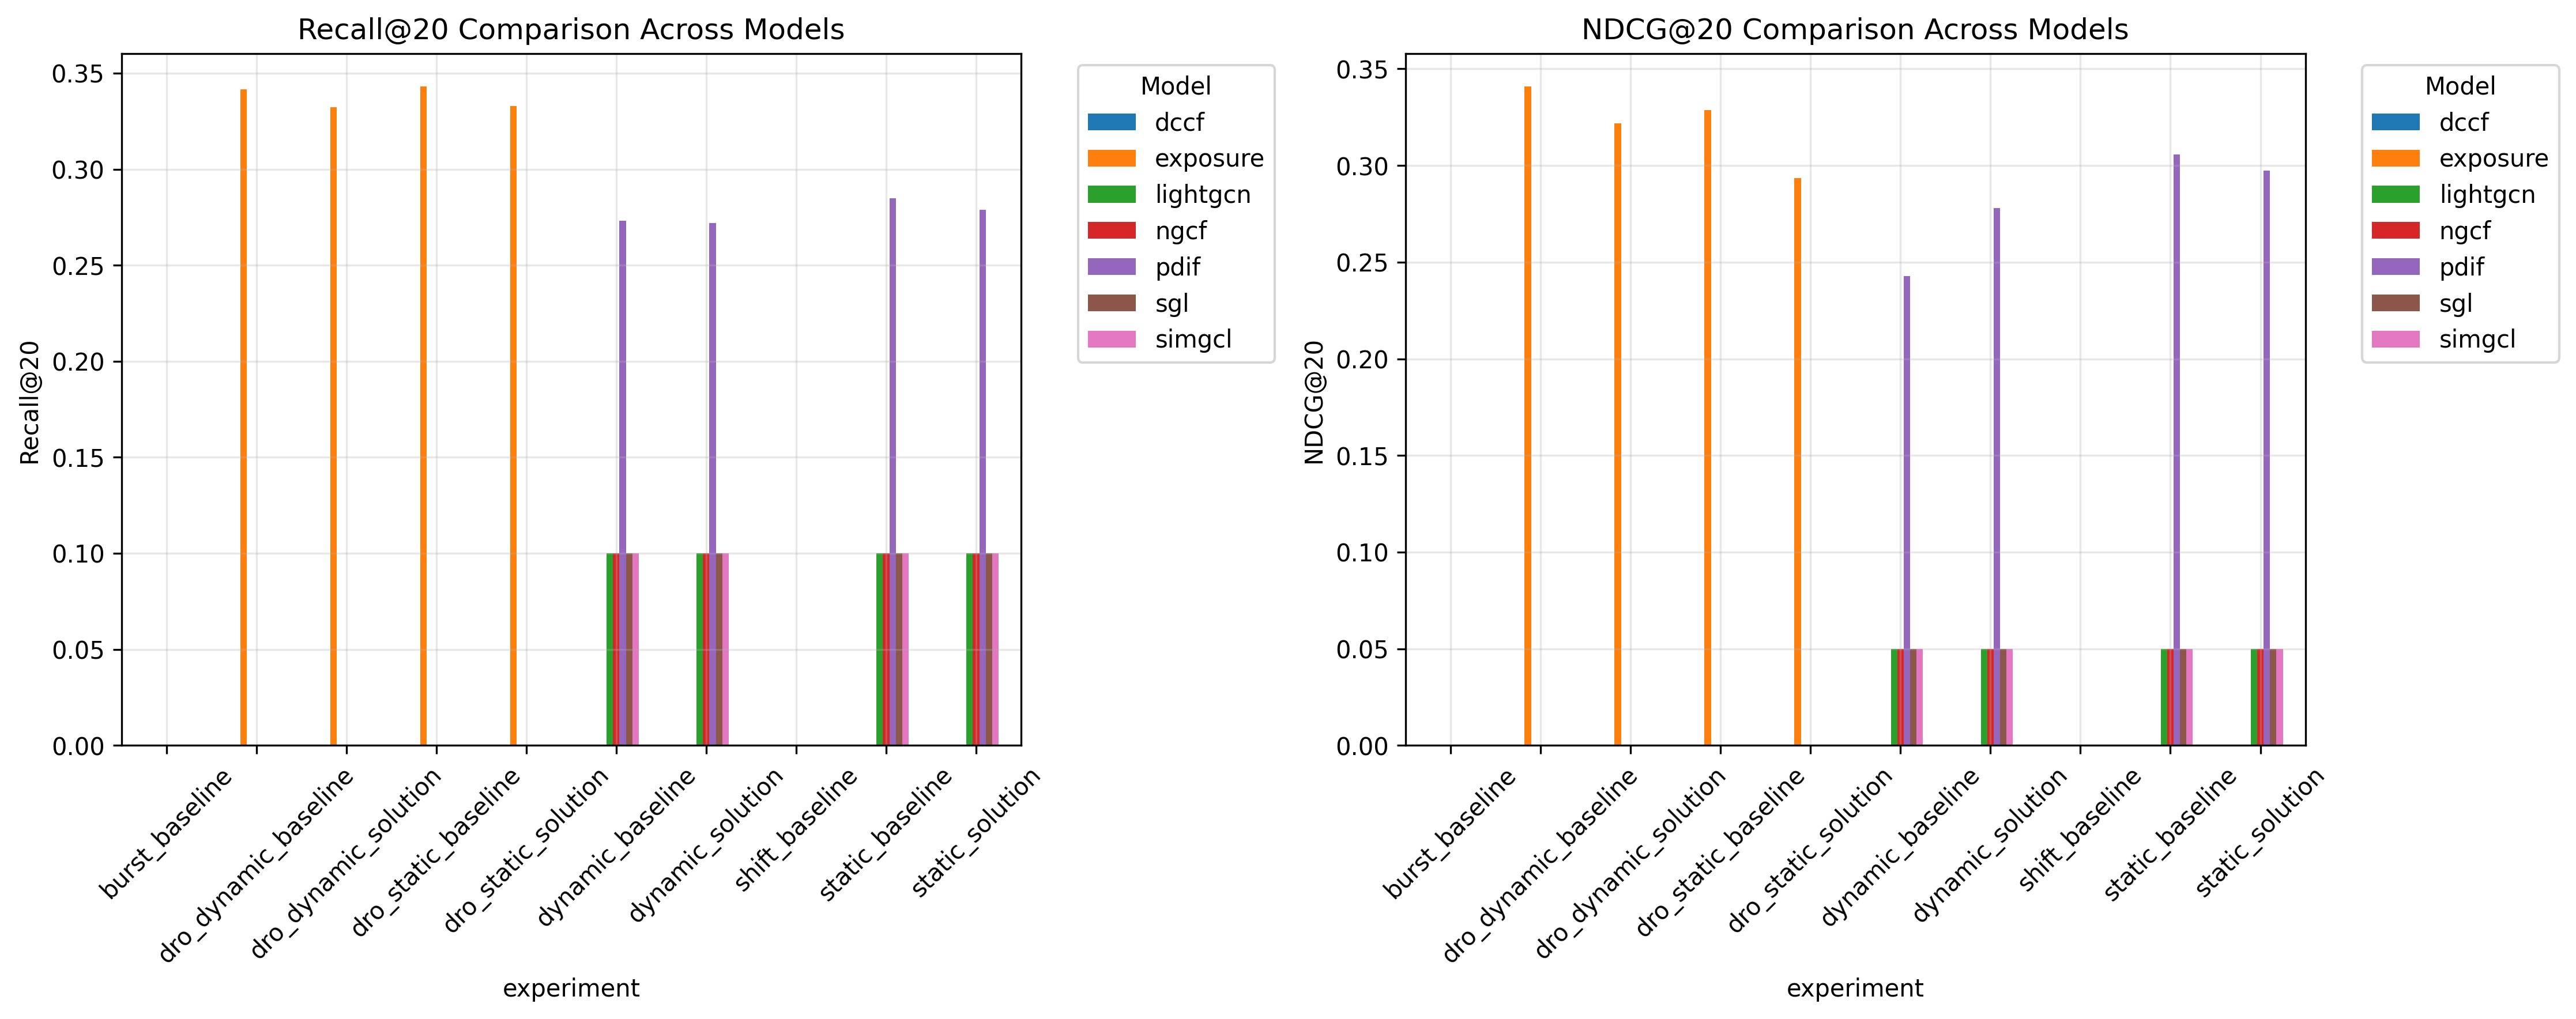 Recall@20 Comparison Across Models
0.35
0.30
0.25
0.20
0.15
0.10
0.05
0.00
Recall@20
burst_baseline
dro_dynamic_baseline
dro_dynamic_solution
dro_static_baseline
dro_static_solution
dynamic_baseline
dynamic_solution
shift_baseline
static_baseline
static_solution
experiment
Model
dccf
exposure
lightgcn
ngcf
pdif
sgl
simgcl
NDCG@20 Comparison Across Models
0.35
0.30
0.25
0.20
0.15
0.10
0.05
0.00
NDCG@20
burst_baseline
dro_dynamic_baseline
dro_dynamic_solution
dro_static_baseline
dro_static_solution
dynamic_baseline
dynamic_solution
shift_baseline
static_baseline
static_solution
experiment
Model
dccf
exposure
lightgcn
ngcf
pdif
sgl
simgcl